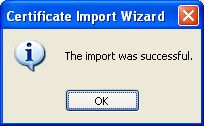 Certificate Import Wizard
The import was successful.
OK